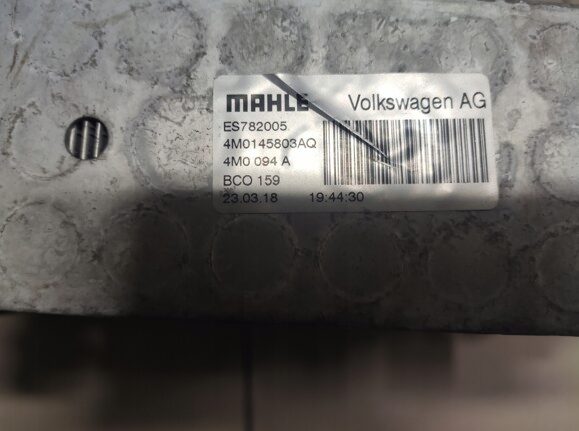 MAHLE Volkswagen AG
ES782005
4M0145803AQ
4M0 094 A
BCO 159
23.03.18 19:44:30